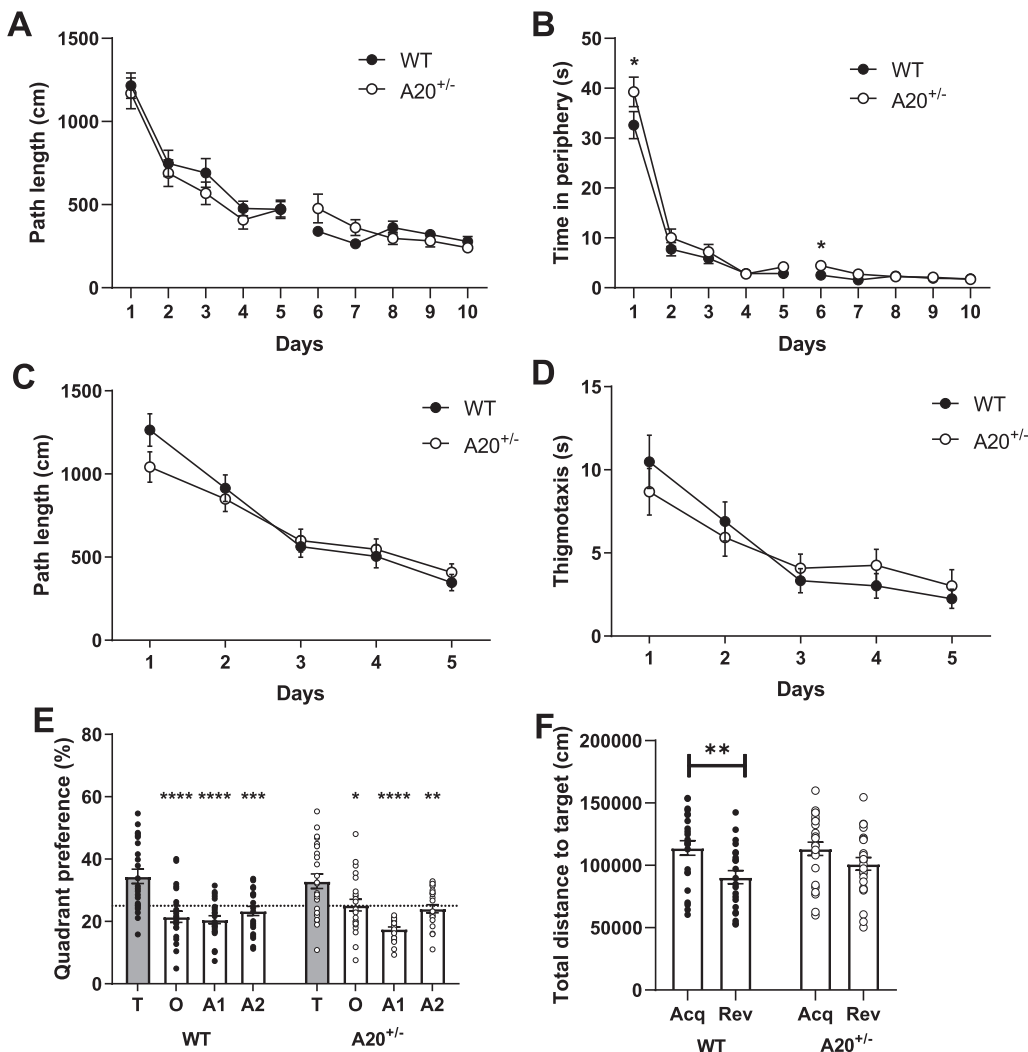 A
Path length (cm)
1500
1000
500
0
WT
A20+/-
1 2 3 4 5 6 7 8 9 10
Days
B
Time in periphery (s)
50
40
30
20
10
0
*
*
WT
A20+/-
1 2 3 4 5 6 7 8 9 10
Days
C
Path length (cm)
1500
1000
500
0
WT
A20+/-
1 2 3 4 5
Days
D
Thigmotaxis (s)
15
10
5
0
WT
A20+/-
1 2 3 4 5
Days
E
Quadrant preference (%)
80
60
40
20
0
**** **** *** * **** **
T O A1 A2 T O A1 A2
WT A20+/-
F
Total distance to target (cm)
200000
150000
100000
50000
0
**
Acq Rev Acq Rev
WT A20+/-